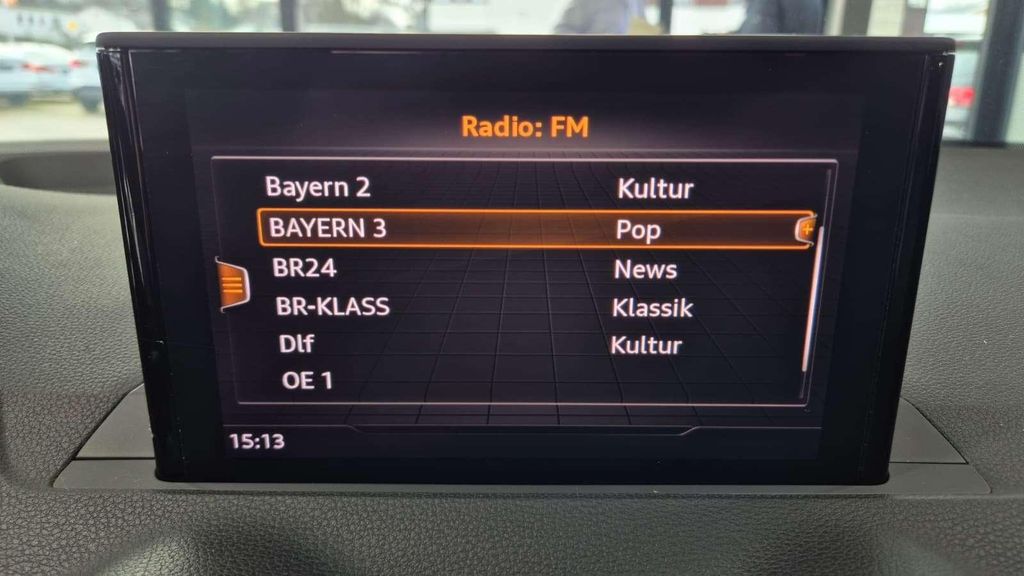 Radio: FM
Bayern 2 Kultur
BAYERN 3 Pop
BR24 News
BR-KLASS Klassik
Dlf Kultur
OE 1
15:13